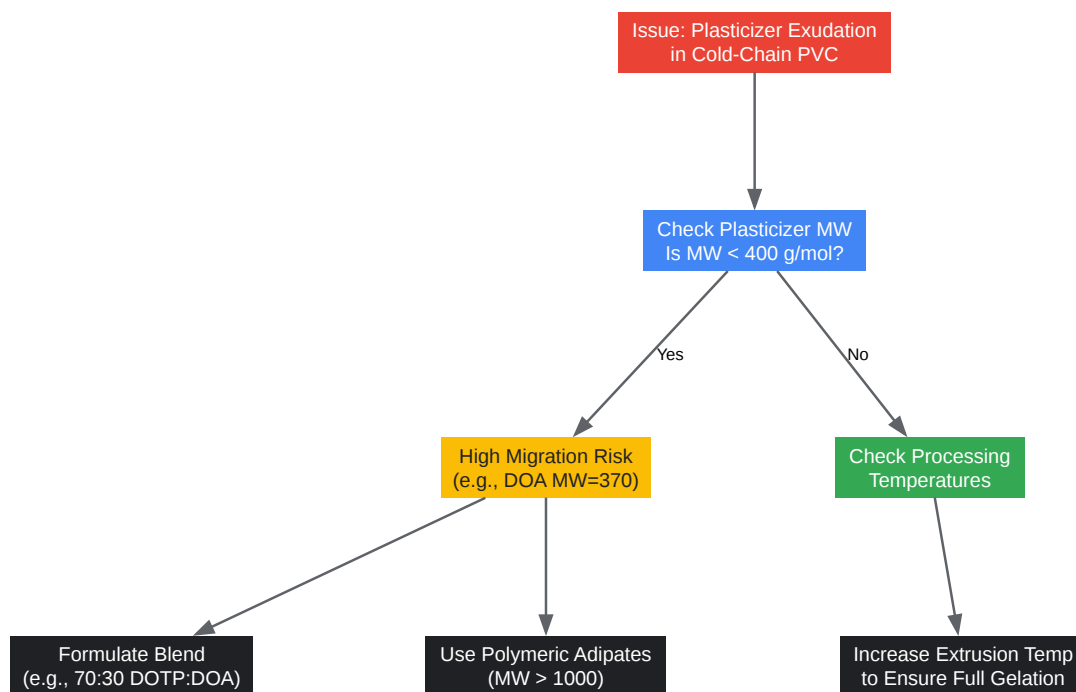 Issue: Plasticizer Exudation
in Cold-Chain PVC
Check Plasticizer MW
Is MW < 400 g/mol?
Yes
No
High Migration Risk
(e.g., DOA MW=370)
Check Processing
Temperatures
Formulate Blend
(e.g., 70:30 DOTP:DOA)
Use Polymeric Adipates
(MW > 1000)
Increase Extrusion Temp
to Ensure Full Gelation